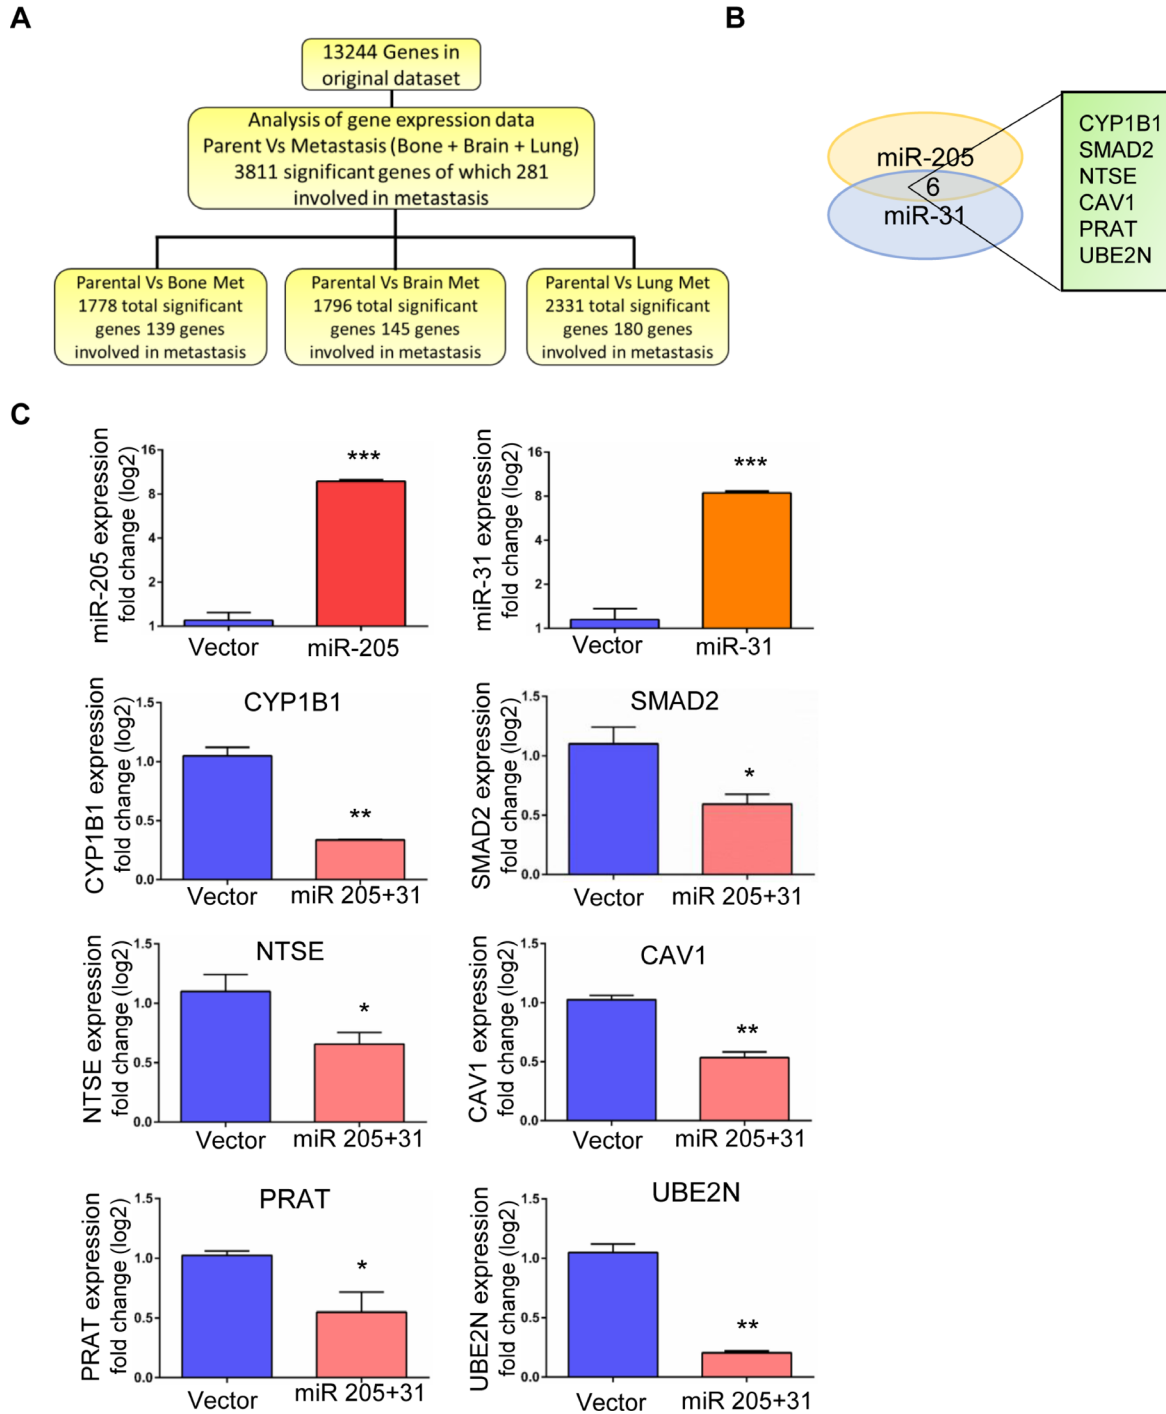 A
13244 Genes in
original dataset
Analysis of gene expression data
Parent Vs Metastasis (Bone + Brain + Lung)
3811 significant genes of which 281
involved in metastasis
Parental Vs Bone Met
1778 total significant
genes 139 genes
involved in metastasis
Parental Vs Brain Met
1796 total significant
genes 145 genes
involved in metastasis
Parental Vs Lung Met
2331 total significant
genes 180 genes
involved in metastasis
B
miR-205
6
miR-31
CYP1B1
SMAD2
NTSE
CAV1
PRAT
UBE2N
C
miR-205 expression
fold change (log2)
16
8
4
2
1
***
Vector
miR-205
miR-31 expression
fold change (log2)
16
8
4
2
1
***
Vector
miR-31
CYP1B1 expression
fold change (log2)
CYP1B1
1.5
1.0
0.5
0.0
**
Vector
miR 205+31
SMAD2 expression
fold change (log2)
SMAD2
1.5
1.0
0.5
0.0
*
Vector
miR 205+31
NTSE expression
fold change (log2)
NTSE
1.5
1.0
0.5
0.0
*
Vector
miR 205+31
CAV1 expression
fold change (log2)
CAV1
1.5
1.0
0.5
0.0
**
Vector
miR 205+31
PRAT expression
fold change (log2)
PRAT
1.5
1.0
0.5
0.0
*
Vector
miR 205+31
UBE2N expression
fold change (log2)
UBE2N
1.5
1.0
0.5
0.0
**
Vector
miR 205+31